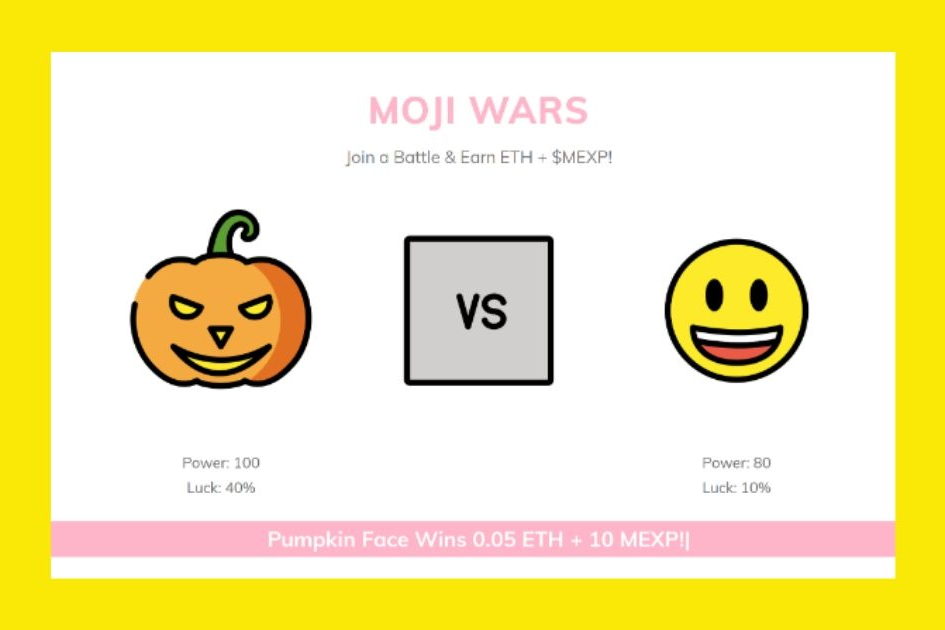 MOJI WARS
Join a Battle & Earn ETH + $MEXP!
VS
Power: 100
Luck: 40%
Power: 80
Luck: 10%
Pumpkin Face Wins 0.05 ETH + 10 MEXP!|